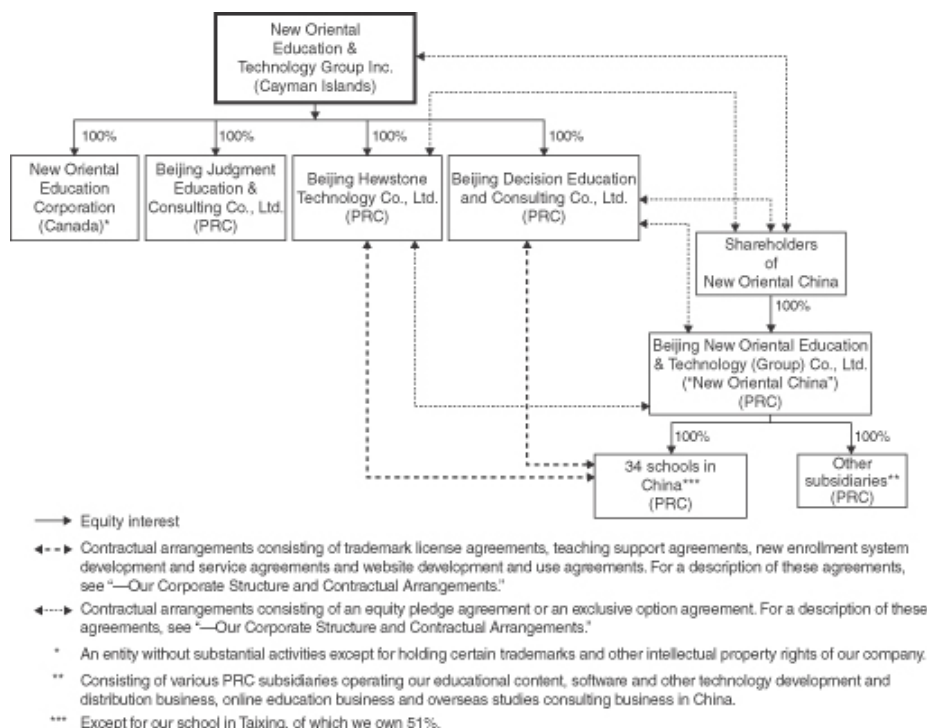 New Oriental
Education &
Technology Group Inc.
(Cayman Islands)
100%
100%
100%
100%
New Oriental
Education
Corporation
(Canada)*
Beijing Judgment
Education &
Consulting Co., Ltd.
(PRC)
Beijing Hewstone
Technology Co., Ltd.
(PRC)
Beijing Decision Education
and Consulting Co., Ltd.
(PRC)
Shareholders
of
New Oriental China
100%
Beijing New Oriental Education
& Technology (Group) Co., Ltd.
("New Oriental China")
(PRC)
100%
100%
34 schools in
China***
(PRC)
Other
subsidiaries**
(PRC)
Equity interest
Contractual arrangements consisting of trademark license agreements, teaching support agreements, new enrollment system
development and service agreements and website development and use agreements. For a description of these agreements,
see "—Our Corporate Structure and Contractual Arrangements."
Contractual arrangements consisting of an equity pledge agreement or an exclusive option agreement. For a description of these
agreements, see "—Our Corporate Structure and Contractual Arrangements."
* An entity without substantial activities except for holding certain trademarks and other intellectual property rights of our company.
** Consisting of various PRC subsidiaries operating our educational content, software and other technology development and
distribution business, online education business and overseas studies consulting business in China.
*** Except for our school in Taixing, of which we own 51%.